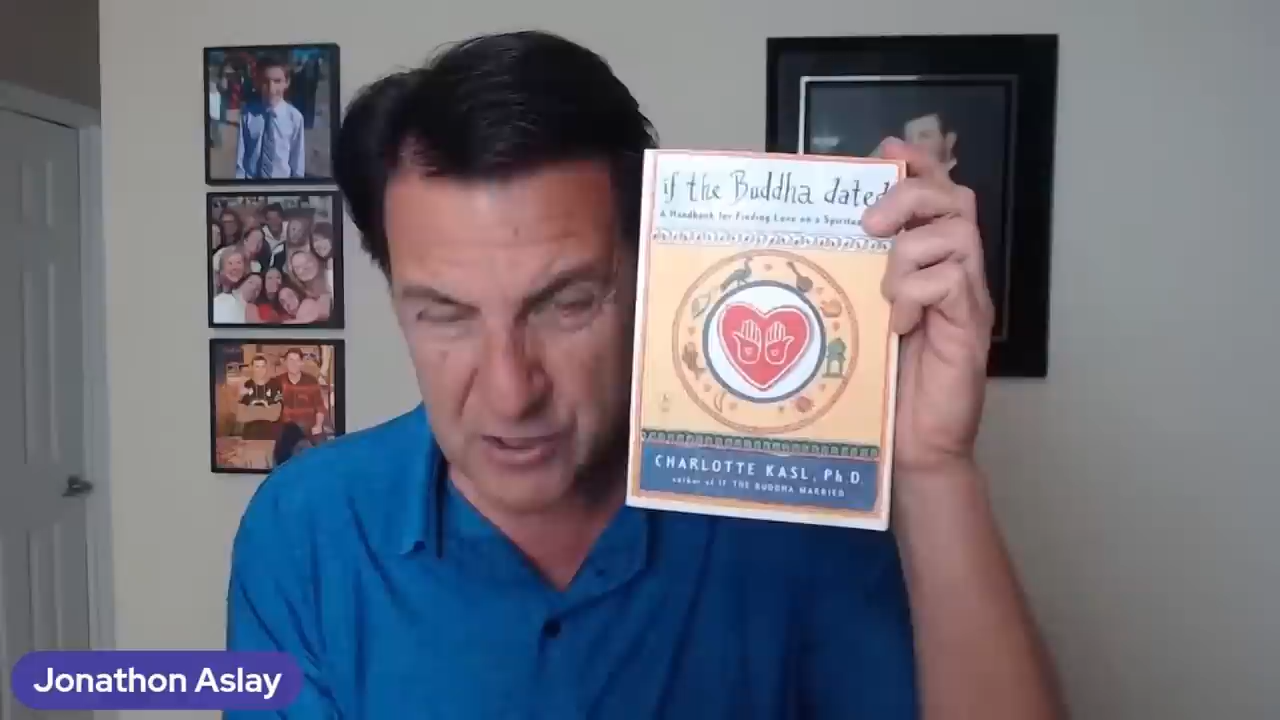 if the Buddha dated
A Handbook for Finding Love on a Spiritua
CHARLOTTE KASL, Ph.D.
author of IF THE BUDDHA MARRIED
Jonathon Aslay